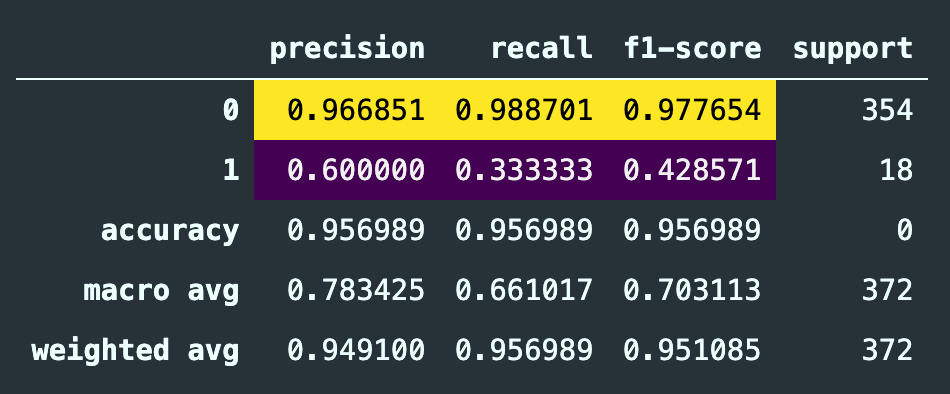 precision recall f1-score support
0 0.966851 0.988701 0.977654 354
1 0.600000 0.333333 0.428571 18
accuracy 0.956989 0.956989 0.956989 0
macro avg 0.783425 0.661017 0.703113 372
weighted avg 0.949100 0.956989 0.951085 372